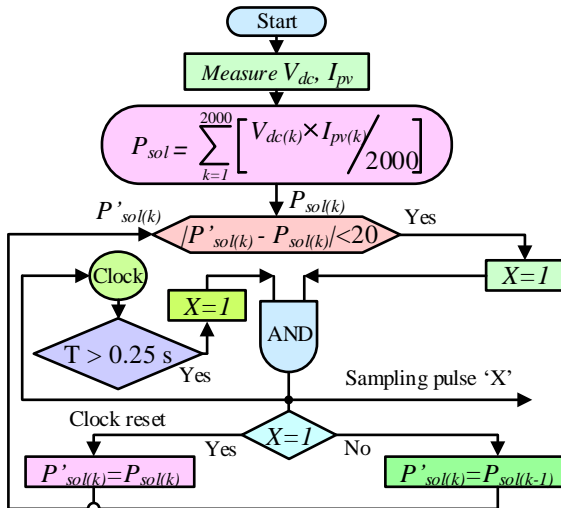 Start
Measure V_dc, I_pv
P_sol = \sum_{k=1}^{2000} [V_dc(k) × I_pv(k) / 2000]
P'_sol(k)
P_sol(k)
|P'_sol(k) - P_sol(k)|<20
Yes
Clock
X=1
X=1
AND
T > 0.25 s
Yes
Sampling pulse ‘X’
Clock reset
Yes
X=1
No
P'_sol(k)=P_sol(k)
P'_sol(k)=P_sol(k-1)